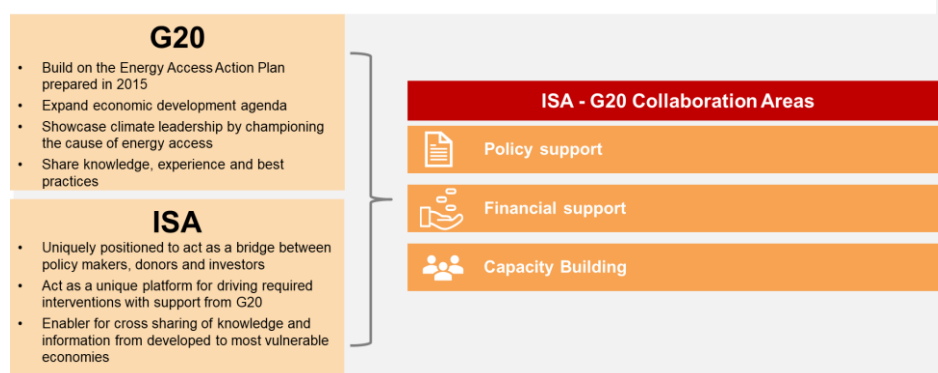 G20
• Build on the Energy Access Action Plan
prepared in 2015
• Expand economic development agenda
• Showcase climate leadership by championing
the cause of energy access
• Share knowledge, experience and best
practices
ISA
• Uniquely positioned to act as a bridge between
policy makers, donors and investors
• Act as a unique platform for driving required
interventions with support from G20
• Enabler for cross sharing of knowledge and
information from developed to most vulnerable
economies
ISA - G20 Collaboration Areas
Policy support
Financial support
Capacity Building